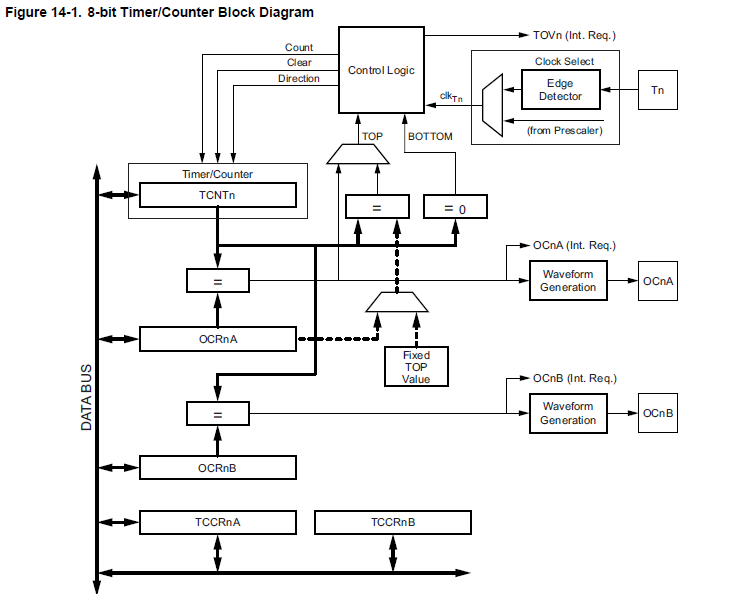 Figure 14-1. 8-bit Timer/Counter Block Diagram
Count
Clear
Direction
Control Logic
TOVn (Int. Req.)
Clock Select
Edge
Detector
Tn
clkTn
(from Prescaler)
TOP
BOTTOM
Timer/Counter
TCNTn
=
= 0
OCnA (Int. Req.)
=
Waveform
Generation
OCnA
OCRnA
Fixed
TOP
Value
DATA BUS
OCnB (Int. Req.)
=
Waveform
Generation
OCnB
OCRnB
TCCRnA
TCCRnB